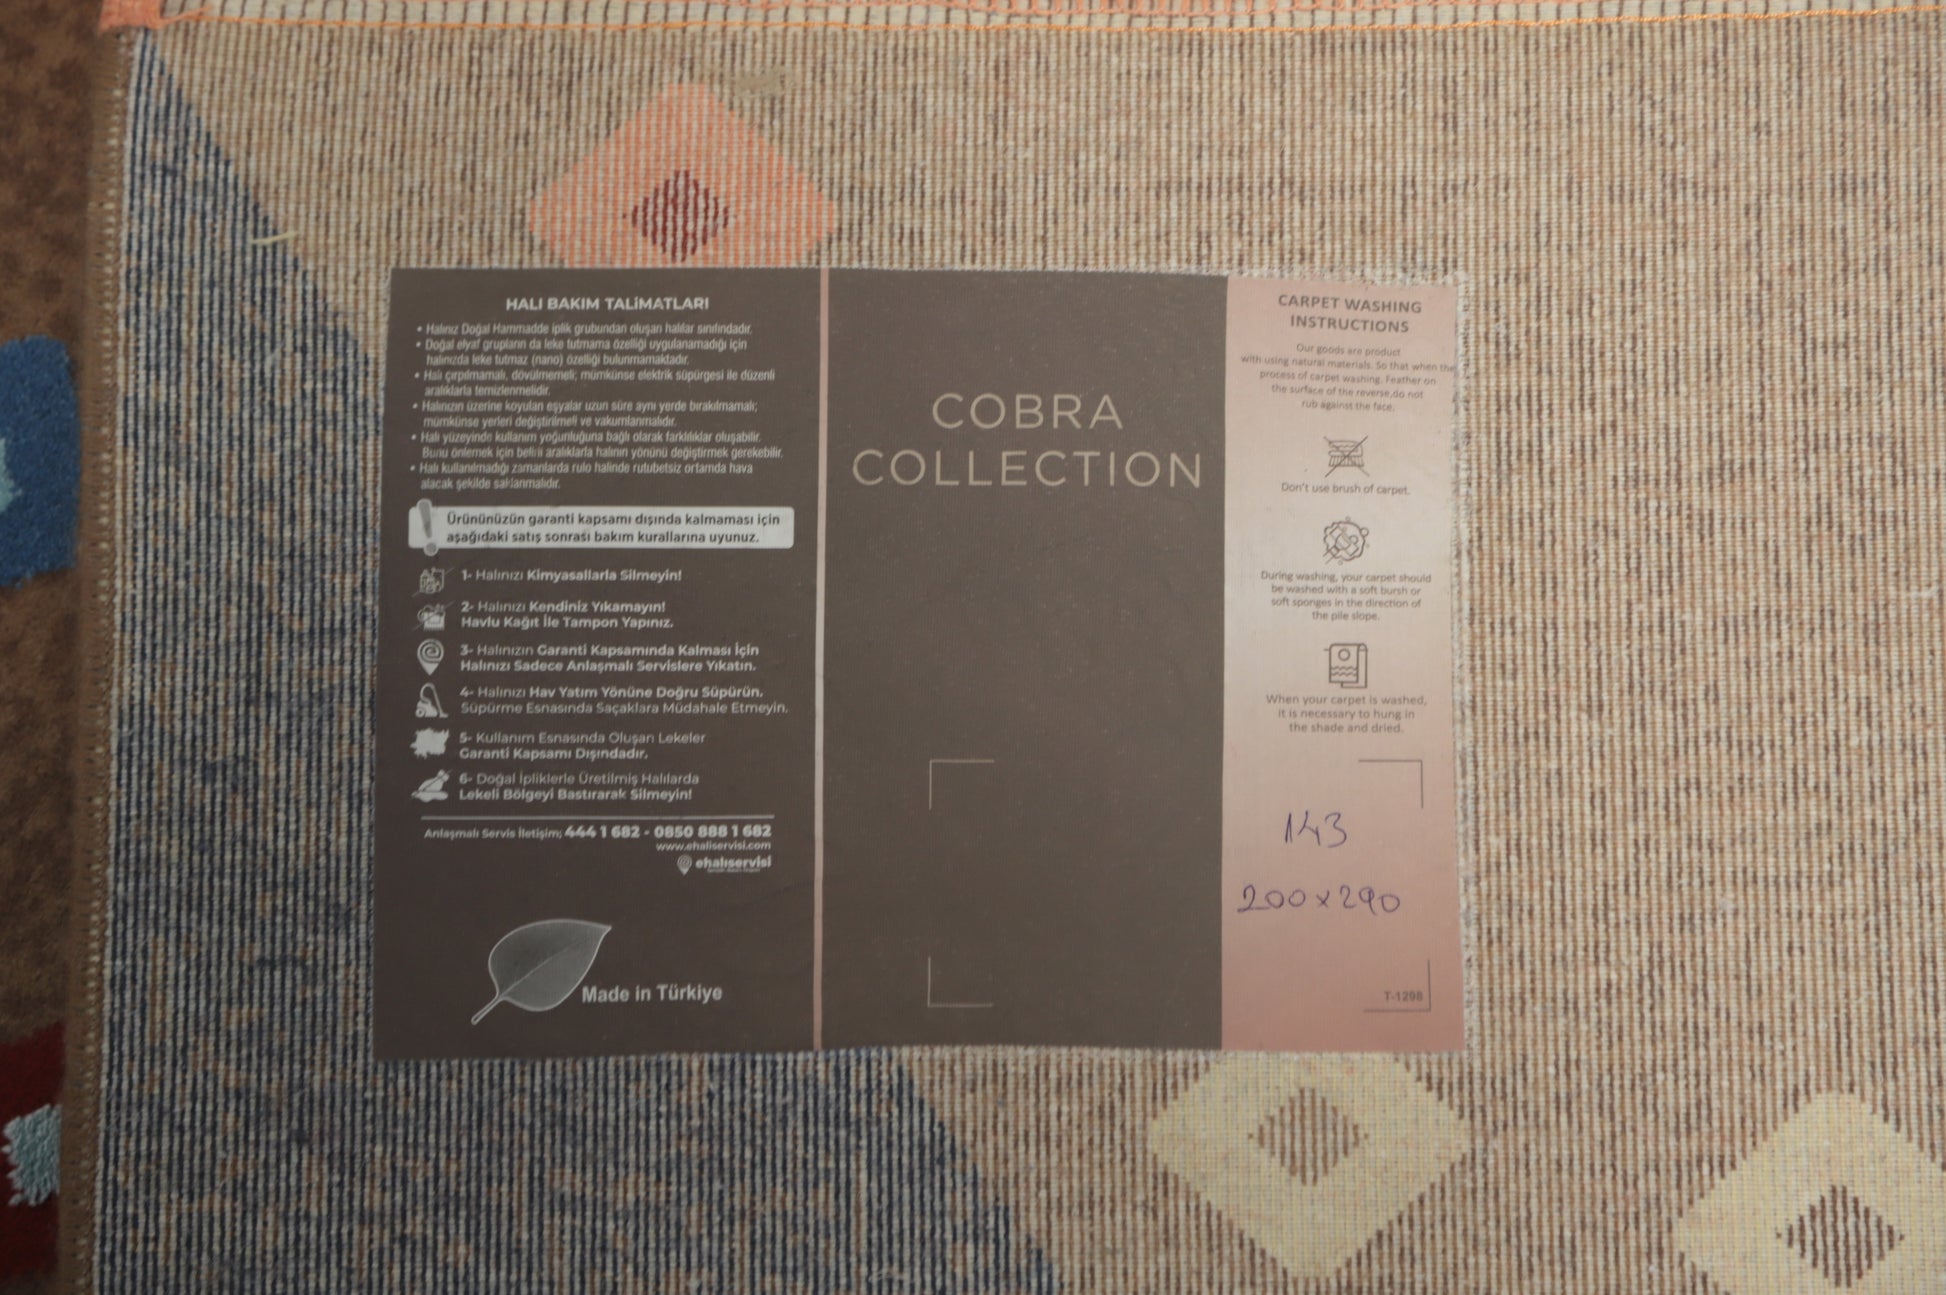 HALI BAKIM TALİMATLARI
• Halınız Doğal Hammadde iplik grubundan oluşan halılar sınıfındadır.
• Doğal elyaf grupların da leke tutmama özelliği uygulanamadığı için
halınızda leke tutmaz (nano) özelliği bulunmamaktadır.
• Halı çırpılmamalı, dövülmemeli; mümkünse elektrik süpürgesi ile düzenli
aralıklarla temizlenmelidir.
• Halınızın üzerine koyulan eşyalar uzun süre aynı yerde bırakılmamalı;
mümkünse yerleri değiştirilmeli ve vakumlanmalıdır.
• Halı yüzeyinde kullanım yoğunluğuna bağlı olarak farklılıklar oluşabilir.
Bunu önlemek için belirli aralıklarla halının yönünü değiştirmek gerekebilir.
• Halı kullanılmadığı zamanlarda rulo halinde rutubetsiz ortamda hava
alacak şekilde saklanmalıdır.
Ürününüzün garanti kapsamı dışında kalmaması için
aşağıdaki satış sonrası bakım kurallarına uyunuz.
1- Halınızı Kimyasallarla Silmeyin!
2- Halınızı Kendiniz Yıkamayın!
Havlu Kağıt İle Tampon Yapınız.
3- Halınızın Garanti Kapsamında Kalması İçin
Halınızı Sadece Anlaşmalı Servislere Yıkatın.
4- Halınızı Hav Yatım Yönüne Doğru Süpürün.
Süpürme Esnasında Saçaklara Müdahale Etmeyin.
5- Kullanım Esnasında Oluşan Lekeler
Garanti Kapsamı Dışındadır.
6- Doğal İpliklerle Üretilmiş Halılarda
Lekeli Bölgeyi Bastırarak Silmeyin!
Anlaşmalı Servis İletişim; 444 1 682 - 0850 888 1 682
www.ehaliservisi.com
ehalıservisi
Made in Türkiye
COBRA
COLLECTION
CARPET WASHING
INSTRUCTIONS
Our goods are product
with using natural materials. So that when the
process of carpet washing. Feather on
the surface of the reverse,do not
rub against the face.
Don't use brush of carpet.
During washing, your carpet should
be washed with a soft bursh or
soft sponges in the direction of
the pile slope.
When your carpet is washed,
it is necessary to hung in
the shade and dried.
143
200x290
T-1298